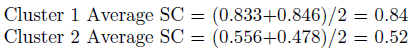 Cluster 1 Average SC = (0.833+0.846)/2 = 0.84
Cluster 2 Average SC = (0.556+0.478)/2 = 0.52